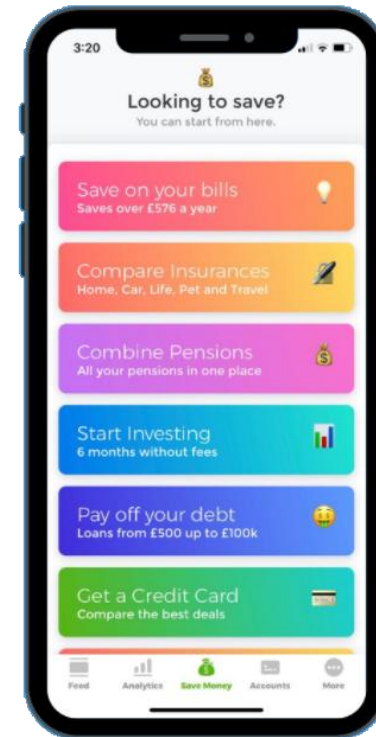 3:20
Looking to save?
You can start from here.
Save on your bills
Saves over £576 a year
Compare Insurances
Home, Car, Life, Pet and Travel
Combine Pensions
All your pensions in one place
Start Investing
6 months without fees
Pay off your debt
Loans from £500 up to £100k
Get a Credit Card
Compare the best deals
Feed Analytics Save Money Accounts More